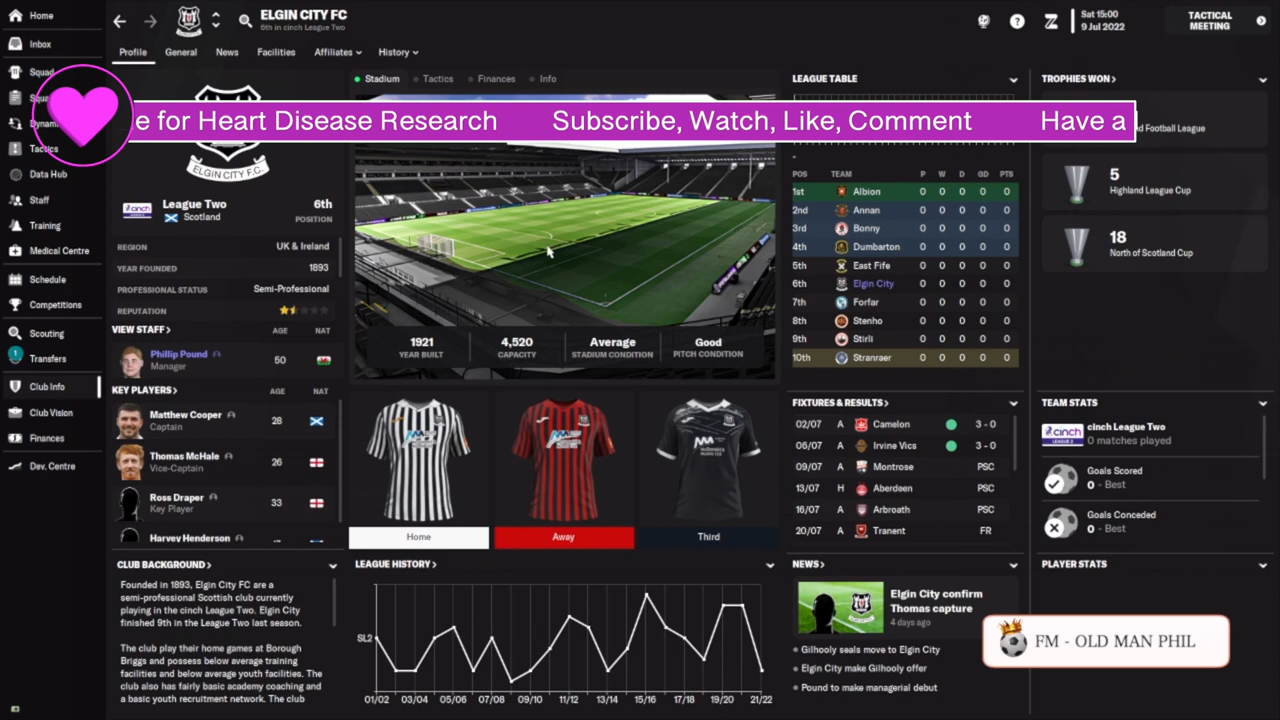 Home
Inbox
Squad
Dynam
Tactics
Data Hub
Staff
Training
Medical Centre
Schedule
Competitions
Scouting
1
Transfers
Club Info
Club Vision
Finances
Dev. Centre
ELGIN CITY FC
6th in cinch League Two
Sat 15:00
9 Jul 2022
TACTICAL
MEETING
Profile General News Facilities Affiliates History
e for Heart Disease Research Subscribe, Watch, Like, Comment Have a
ELGIN CITY F.C.
League Two
Scotland
6th
POSITION
REGION UK & Ireland
YEAR FOUNDED 1893
PROFESSIONAL STATUS Semi-Professional
REPUTATION
VIEW STAFF> AGE NAT
Phillip Pound 50
Manager
KEY PLAYERS> AGE NAT
Matthew Cooper 28
Captain
Thomas McHale 26
Vice-Captain
Ross Draper 33
Key Player
Harvey Henderson
CLUB BACKGROUND>
Founded in 1893, Elgin City FC are a
semi-professional Scottish club currently
playing in the cinch League Two. Elgin City
finished 9th in the League Two last season.
The club play their home games at Borough
Briggs and possess below average training
facilities and below average youth facilities. The
club also has fairly basic academy coaching and
a basic youth recruitment network. The club
Stadium Tactics Finances Info
1921
YEAR BUILT
4,520
CAPACITY
Average
STADIUM CONDITION
Good
PITCH CONDITION
Home
Away
Third
LEAGUE HISTORY>
SL2
01/02 03/04 05/06 07/08 09/10 11/12 13/14 15/16 17/18 19/20 21/22
LEAGUE TABLE
-
POS TEAM P W D GD PTS
1st Albion 0 0 0 0 0
2nd Annan 0 0 0 0 0
3rd Bonny 0 0 0 0 0
4th Dumbarton 0 0 0 0 0
5th East Fife 0 0 0 0 0
6th Elgin City 0 0 0 0 0
7th Forfar 0 0 0 0 0
8th Stenho 0 0 0 0 0
9th Stirli 0 0 0 0 0
10th Stranraer 0 0 0 0 0
FIXTURES & RESULTS>
02/07 A Camelon 3 - 0
06/07 A Irvine Vics 3 - 0
09/07 A Montrose PSC
13/07 H Aberdeen PSC
16/07 A Arbroath PSC
20/07 A Tranent FR
NEWS>
Elgin City confirm
Thomas capture
4 days ago
Gilhooly seals move to Elgin City
Elgin City make Gilhooly offer
Pound to make managerial debut
TROPHIES WON>
d Football League
5
Highland League Cup
18
North of Scotland Cup
TEAM STATS
cinch
LEAGUE 2
cinch League Two
0 matches played
Goals Scored
0 - Best
Goals Conceded
0 - Best
PLAYER STATS
FM - OLD MAN PHIL